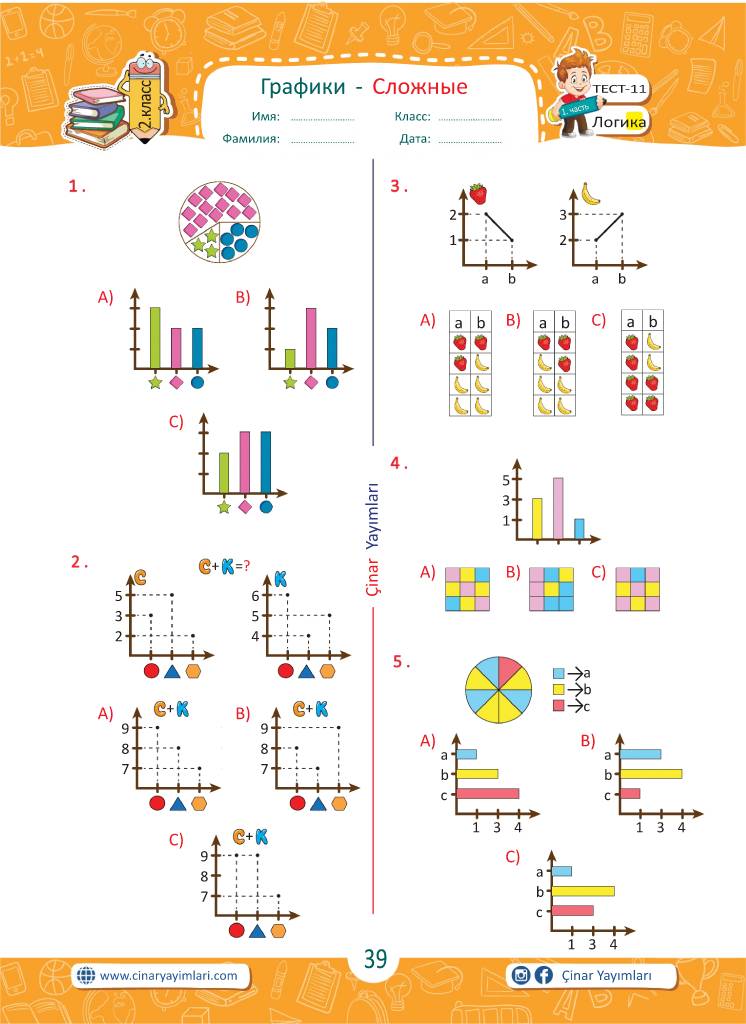 2.класс
Графики - Сложные
Имя: ........................
Класс: ........................
Фамилия: ........................
Дата: ........................
1. часть
ТЕСТ-11
Логика
1.
A)
B)
C)
2.
C+K=?
C
5
3
2
K
6
5
4
A)
C+K
9
8
7
B)
C+K
9
8
7
C)
C+K
9
8
7
Çinar Yayımları
3.
2
1
a b
3
2
a b
A)
a b
B)
a b
C)
a b
4.
5
3
1
A)
B)
C)
5.
a
b
c
A)
a
b
c
1 3 4
B)
a
b
c
1 3 4
C)
a
b
c
1 3 4
www.cinaryayimlari.com
39
Çinar Yayımları